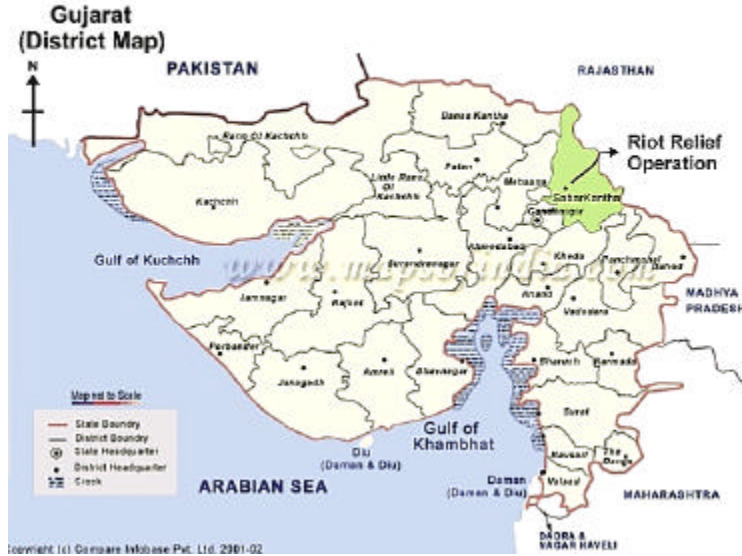 Gujarat
(District Map)
N
PAKISTAN
RAJASTHAN
Banas Kantha
Rann Of Kachchh
Riot Relief
Operation
Patan
Mehsana
Little Rann
Of
Kachchh
SabarKantha
Kachchh
Gandhinagar
Ahmedabad
Gulf of Kuchchh
Surendranagar
Kheda
Panchmahal
Dahod
www.mapsofindia.com
Jamnagar
Rajkot
Anand
Vadodara
MADHYA
PRADESH
Porbandar
Junagadh
Amreli
Bhavnagar
Bharuch
Narmada
Map not to Scale
State Boundry
District Boundry
State Headquarter
District Headquarter
Creek
Gulf of
Khambhat
Surat
Diu
(Daman & Diu)
Navsari
The
Dangs
Daman
(Daman & Diu)
Valsad
ARABIAN SEA
MAHARASHTRA
DADRA &
NAGAR HAVELI
Copyright (c) Compare Infobase Pvt. Ltd. 2001-02